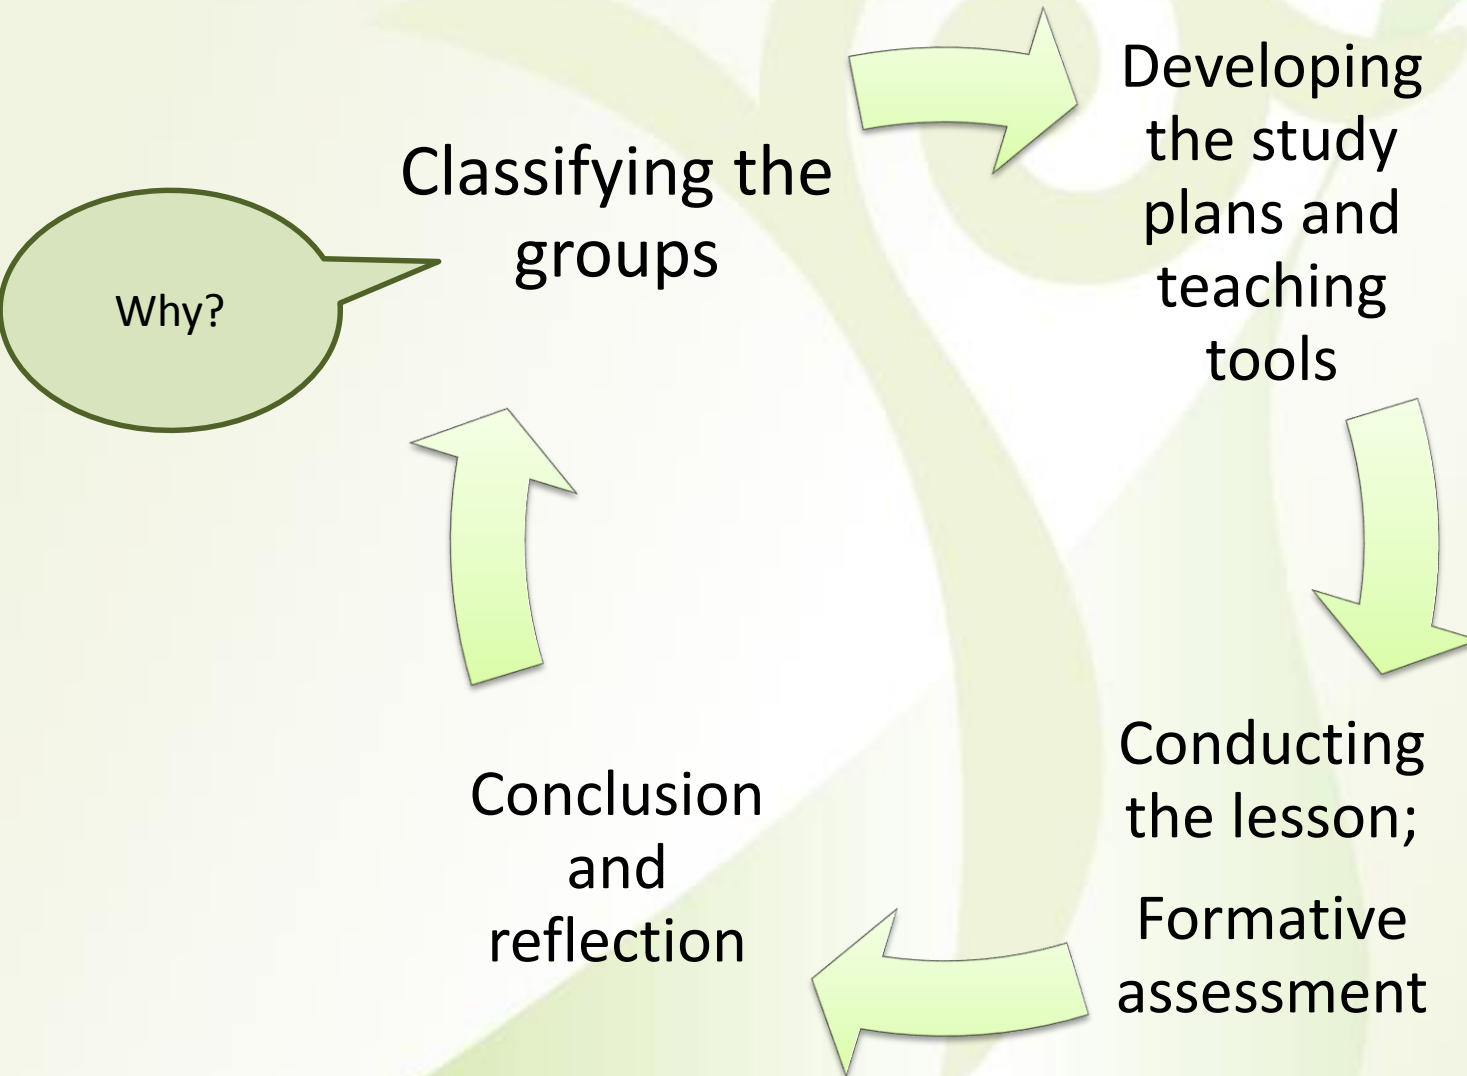 Why?
Classifying the
groups
Developing
the study
plans and
teaching
tools
Conducting
the lesson;
Formative
assessment
Conclusion
and
reflection